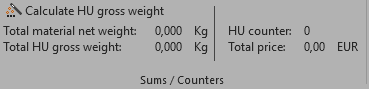 Calculate HU gross weight
Total material net weight: 0,000 Kg HU counter: 0
Total HU gross weight: 0,000 Kg Total price: 0,00 EUR
Sums / Counters